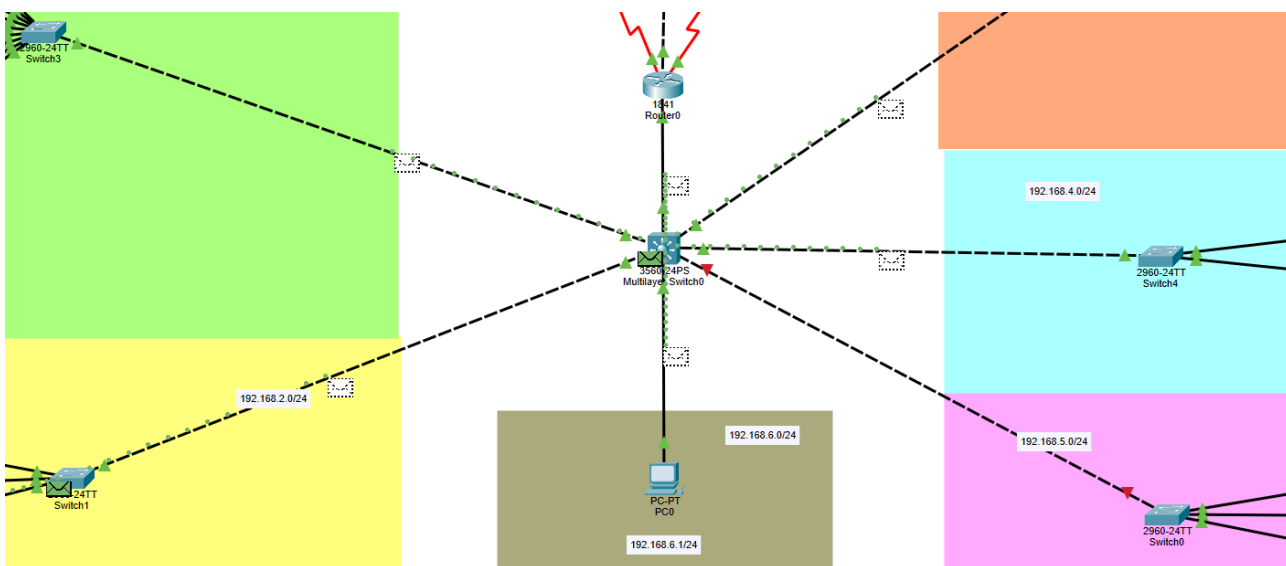 2960-24TT
Switch3
1841
Router0
192.168.4.0/24
3560-24PS
Multilayer Switch0
2960-24TT
Switch4
192.168.2.0/24
192.168.6.0/24
192.168.5.0/24
-24TT
Switch1
PC-PT
PC0
192.168.6.1/24
2960-24TT
Switch0